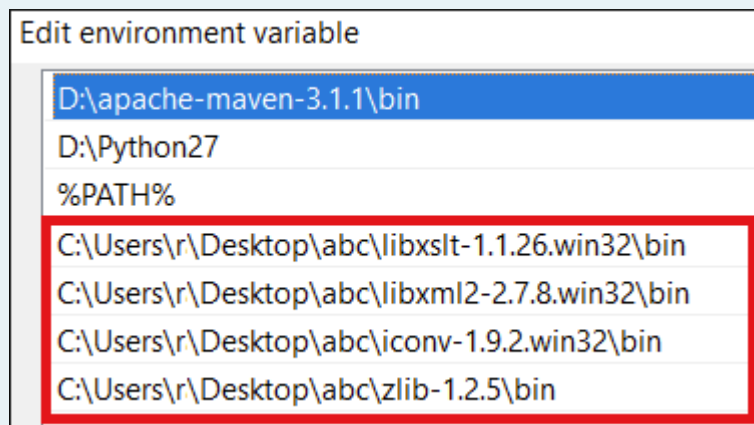 Edit environment variable
D:\apache-maven-3.1.1\bin
D:\Python27
%PATH%
C:\Users\r\Desktop\abc\libxslt-1.1.26.win32\bin
C:\Users\r\Desktop\abc\libxml2-2.7.8.win32\bin
C:\Users\r\Desktop\abc\iconv-1.9.2.win32\bin
C:\Users\r\Desktop\abc\zlib-1.2.5\bin